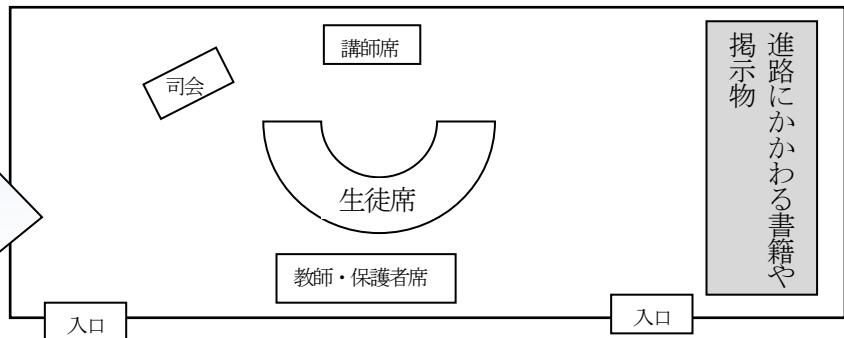 講師席
司会
進路にかかわる書籍や
掲示物
生徒席
教師・保護者席
入口
入口